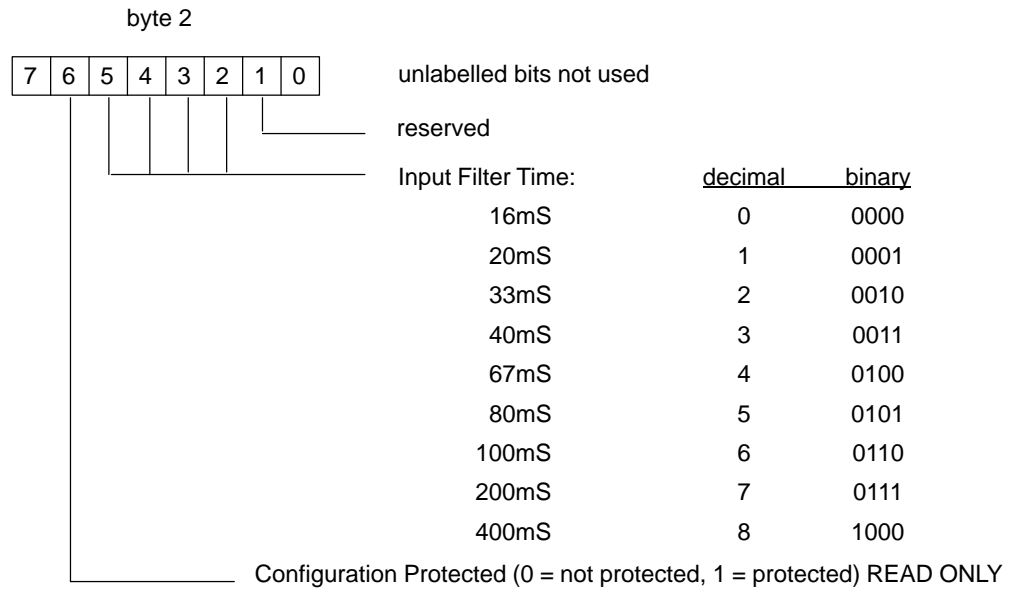 byte 2
7 6 5 4 3 2 1 0 unlabelled bits not used
reserved
Input Filter Time: decimal binary
16mS 0 0000
20mS 1 0001
33mS 2 0010
40mS 3 0011
67mS 4 0100
80mS 5 0101
100mS 6 0110
200mS 7 0111
400mS 8 1000
Configuration Protected (0 = not protected, 1 = protected) READ ONLY